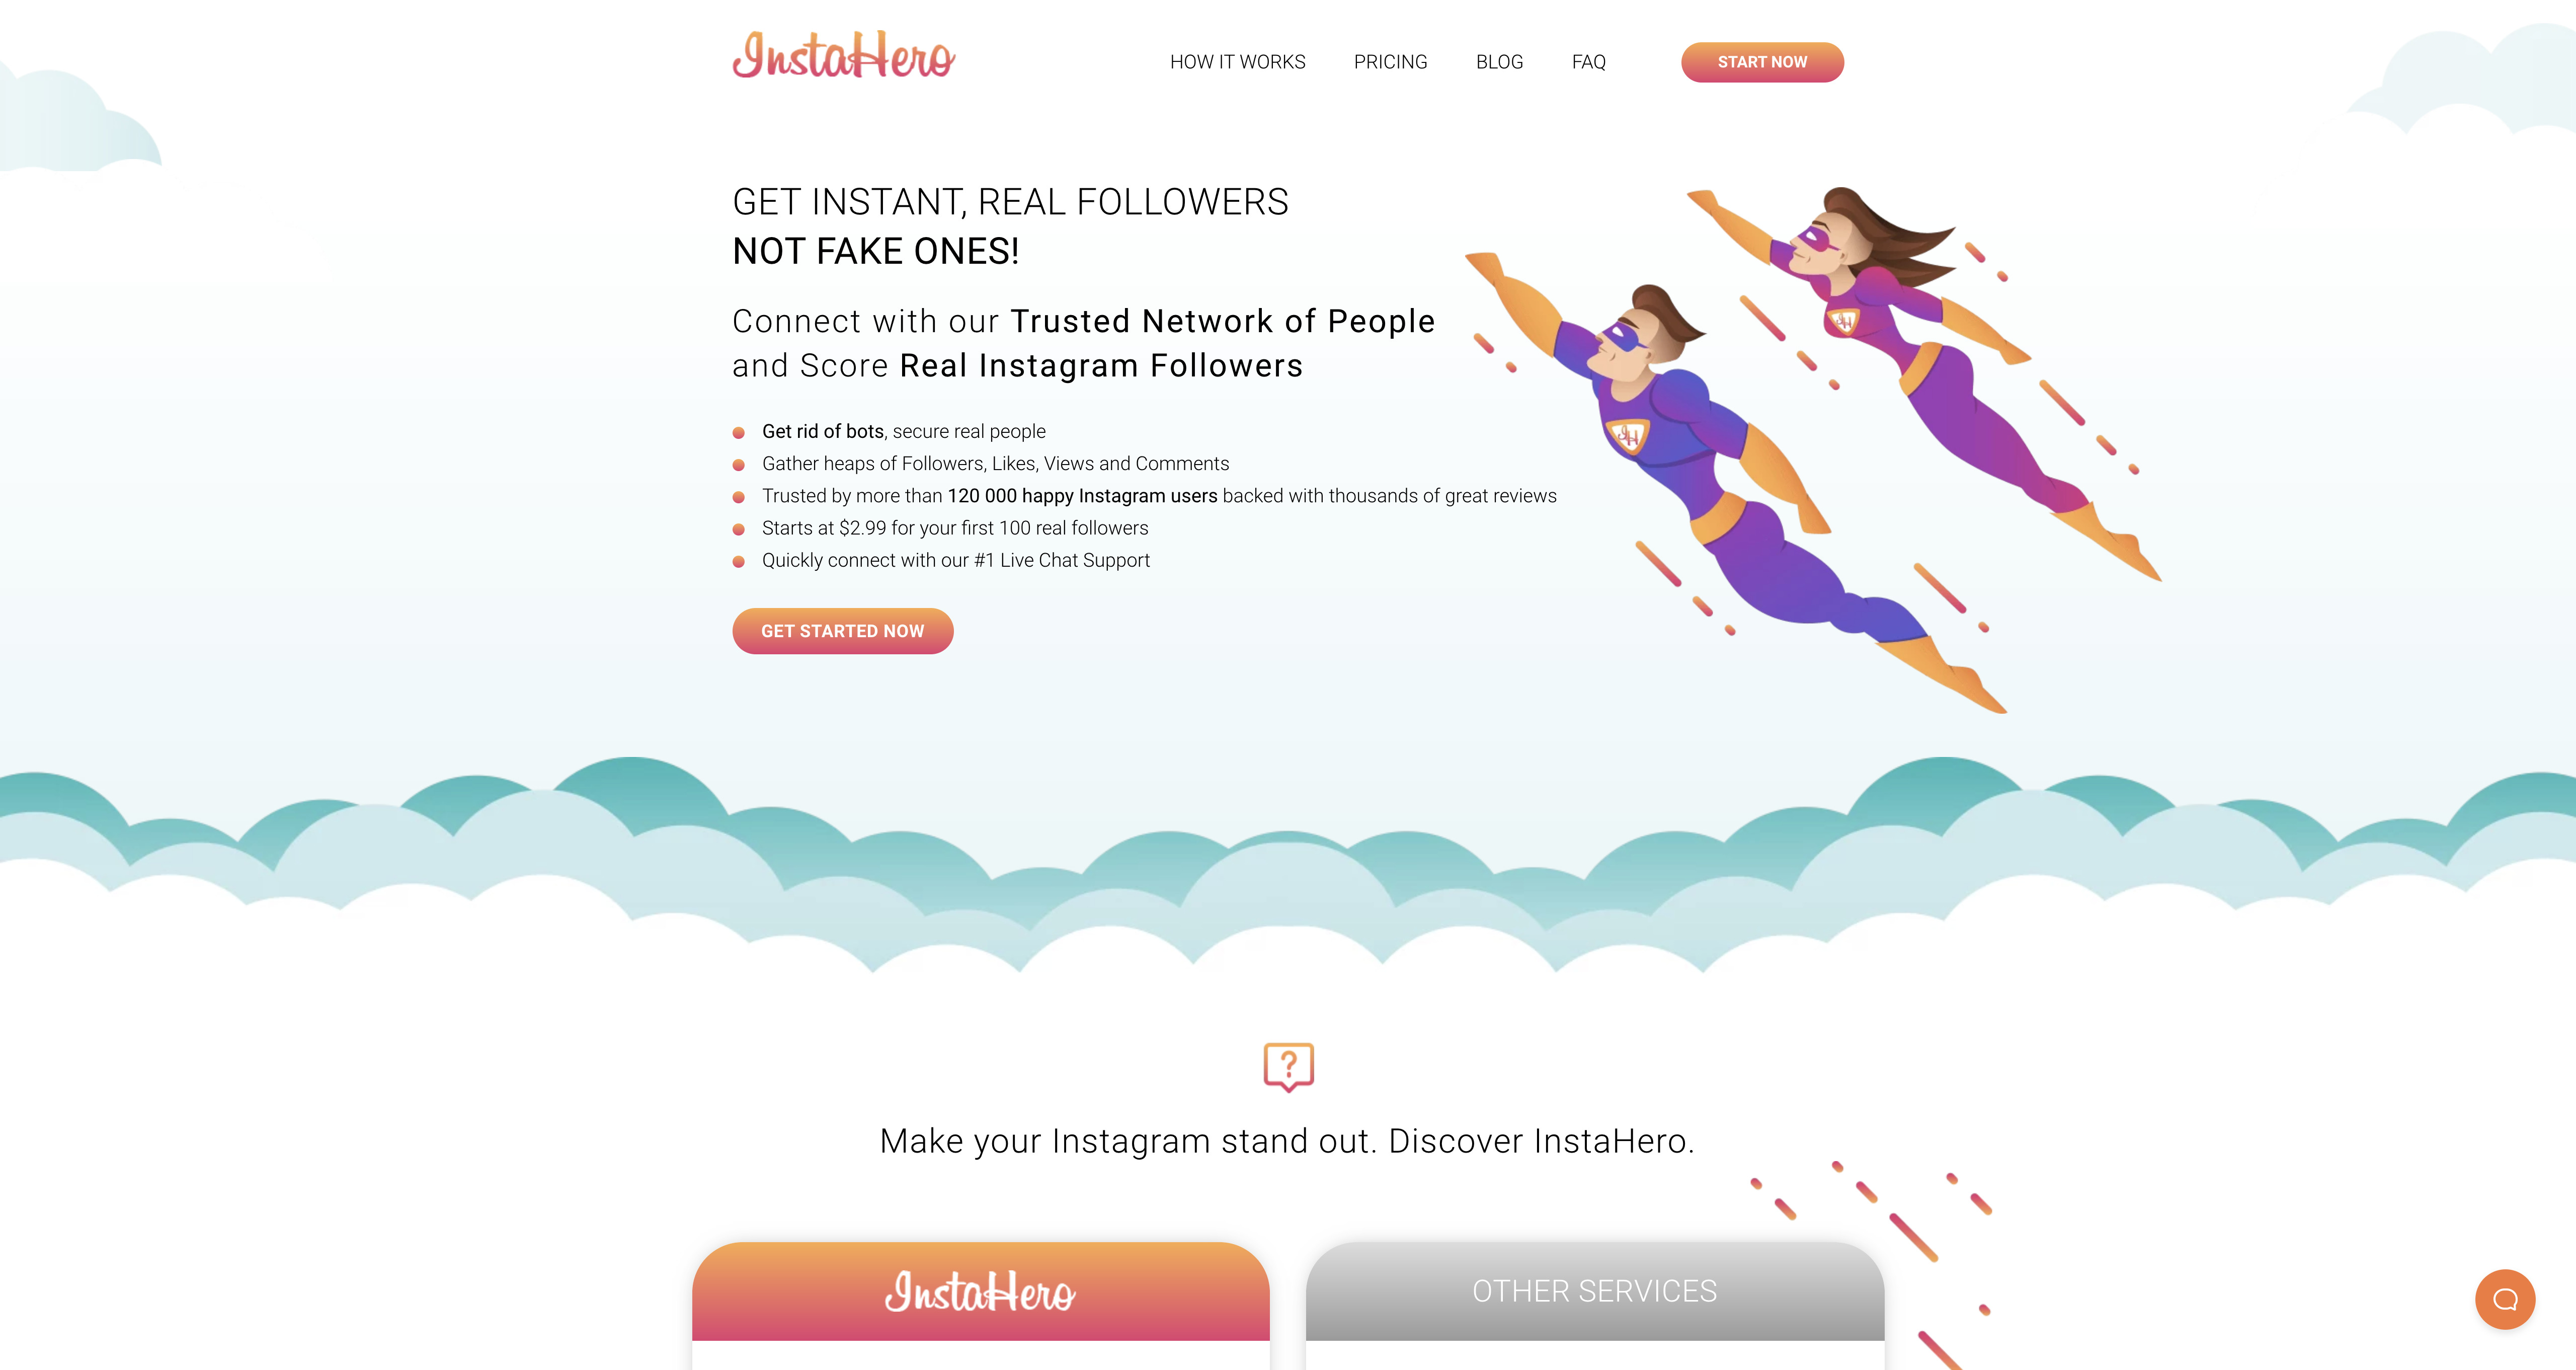 InstaHero
HOW IT WORKS
PRICING
BLOG
FAQ
START NOW
GET INSTANT, REAL FOLLOWERS
NOT FAKE ONES!
Connect with our Trusted Network of People
and Score Real Instagram Followers
Get rid of bots, secure real people
Gather heaps of Followers, Likes, Views and Comments
Trusted by more than 120 000 happy Instagram users backed with thousands of great reviews
Starts at $2.99 for your first 100 real followers
Quickly connect with our #1 Live Chat Support
GET STARTED NOW
IH
IH
?
Make your Instagram stand out. Discover InstaHero.
InstaHero
OTHER SERVICES